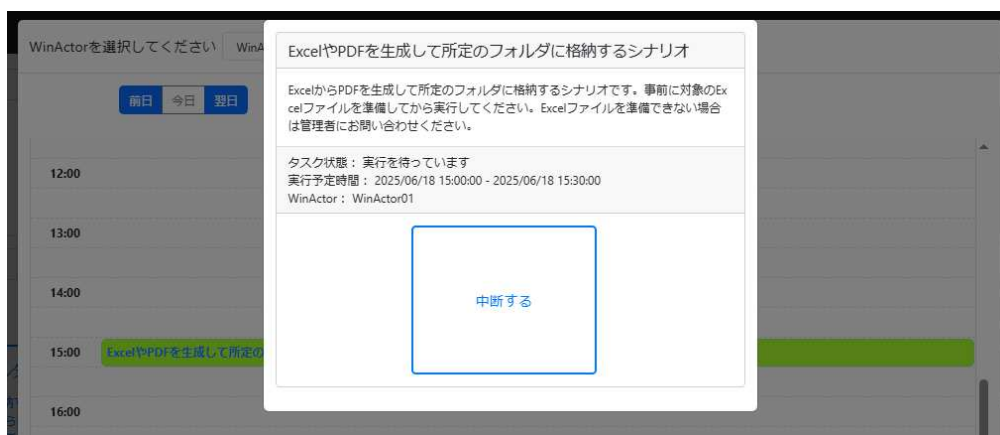 WinActorを選択してください WinA
前日 今日 翌日
ExcelやPDFを生成して所定のフォルダに格納するシナリオ
ExcelからPDFを生成して所定のフォルダに格納するシナリオです。事前に対象のEx
celファイルを準備してから実行してください。Excelファイルを準備できない場合
は管理者にお問い合わせください。
タスク状態： 実行を待っています
実行予定時間： 2025/06/18 15:00:00 - 2025/06/18 15:30:00
WinActor： WinActor01
中断する
12:00
13:00
14:00
15:00 ExcelやPDFを生成して所定の
16:00